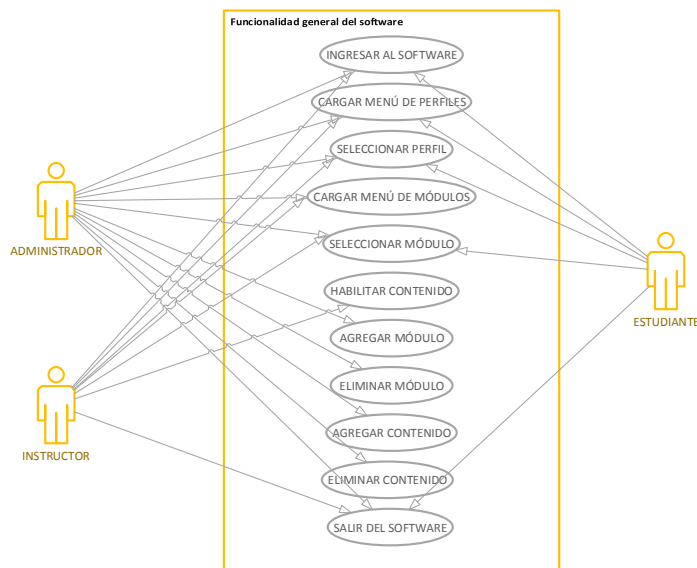 Funcionalidad general del software
INGRESAR AL SOFTWARE
CARGAR MENÚ DE PERFILES
SELECCIONAR PERFIL
CARGAR MENÚ DE MÓDULOS
SELECCIONAR MÓDULO
HABILITAR CONTENIDO
AGREGAR MÓDULO
ELIMINAR MÓDULO
AGREGAR CONTENIDO
ELIMINAR CONTENIDO
SALIR DEL SOFTWARE
ADMINISTRADOR
INSTRUCTOR
ESTUDIANTE